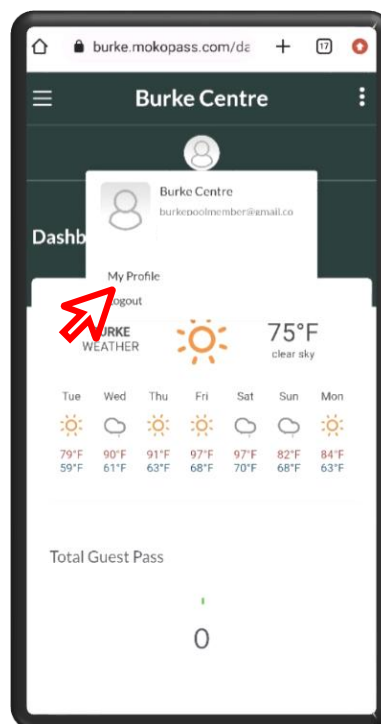 burke.mokopass.com/da
17
Burke Centre
Burke Centre
burkepoolmember@gmail.co
Dashb
My Profile
Logout
BURKE
WEATHER
75°F
clear sky
Tue Wed Thu Fri Sat Sun Mon
79°F 90°F 91°F 97°F 97°F 82°F 84°F
59°F 61°F 63°F 68°F 70°F 68°F 63°F
Total Guest Pass
0